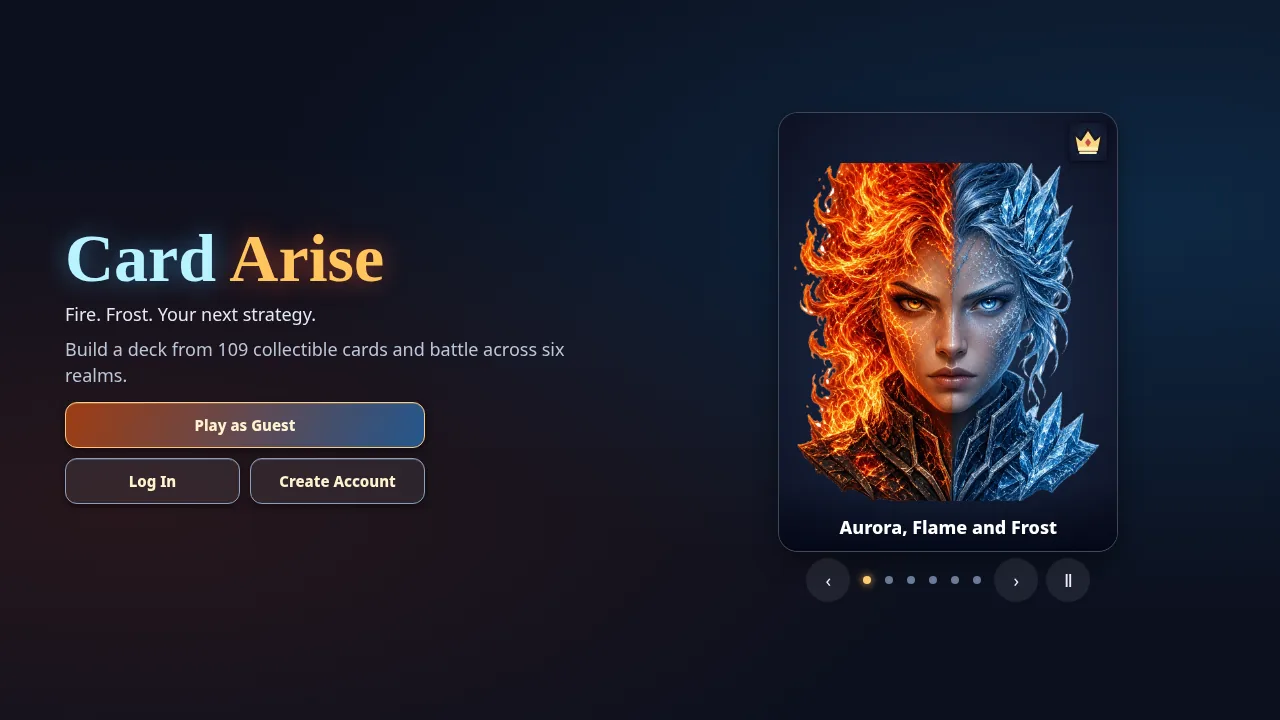 Card Arise
Fire. Frost. Your next strategy.
Build a deck from 109 collectible cards and battle across six
realms.
Play as Guest
Log In
Create Account
Aurora, Flame and Frost